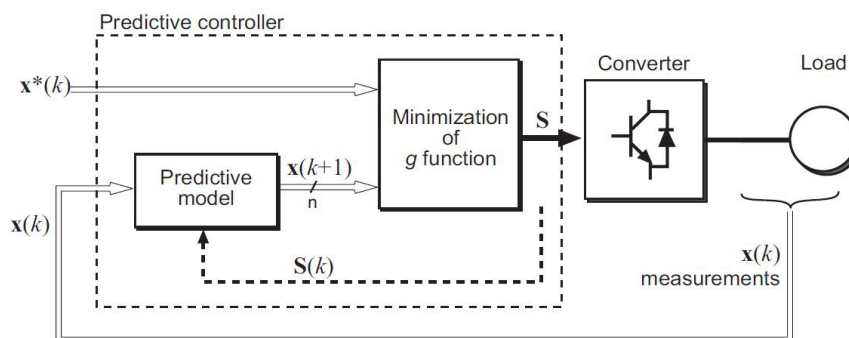 Predictive controller
x*(k)
Converter
Load
Minimization
of
g function
S
x(k+1)
n
Predictive
model
x(k)
S(k)
x(k)
measurements